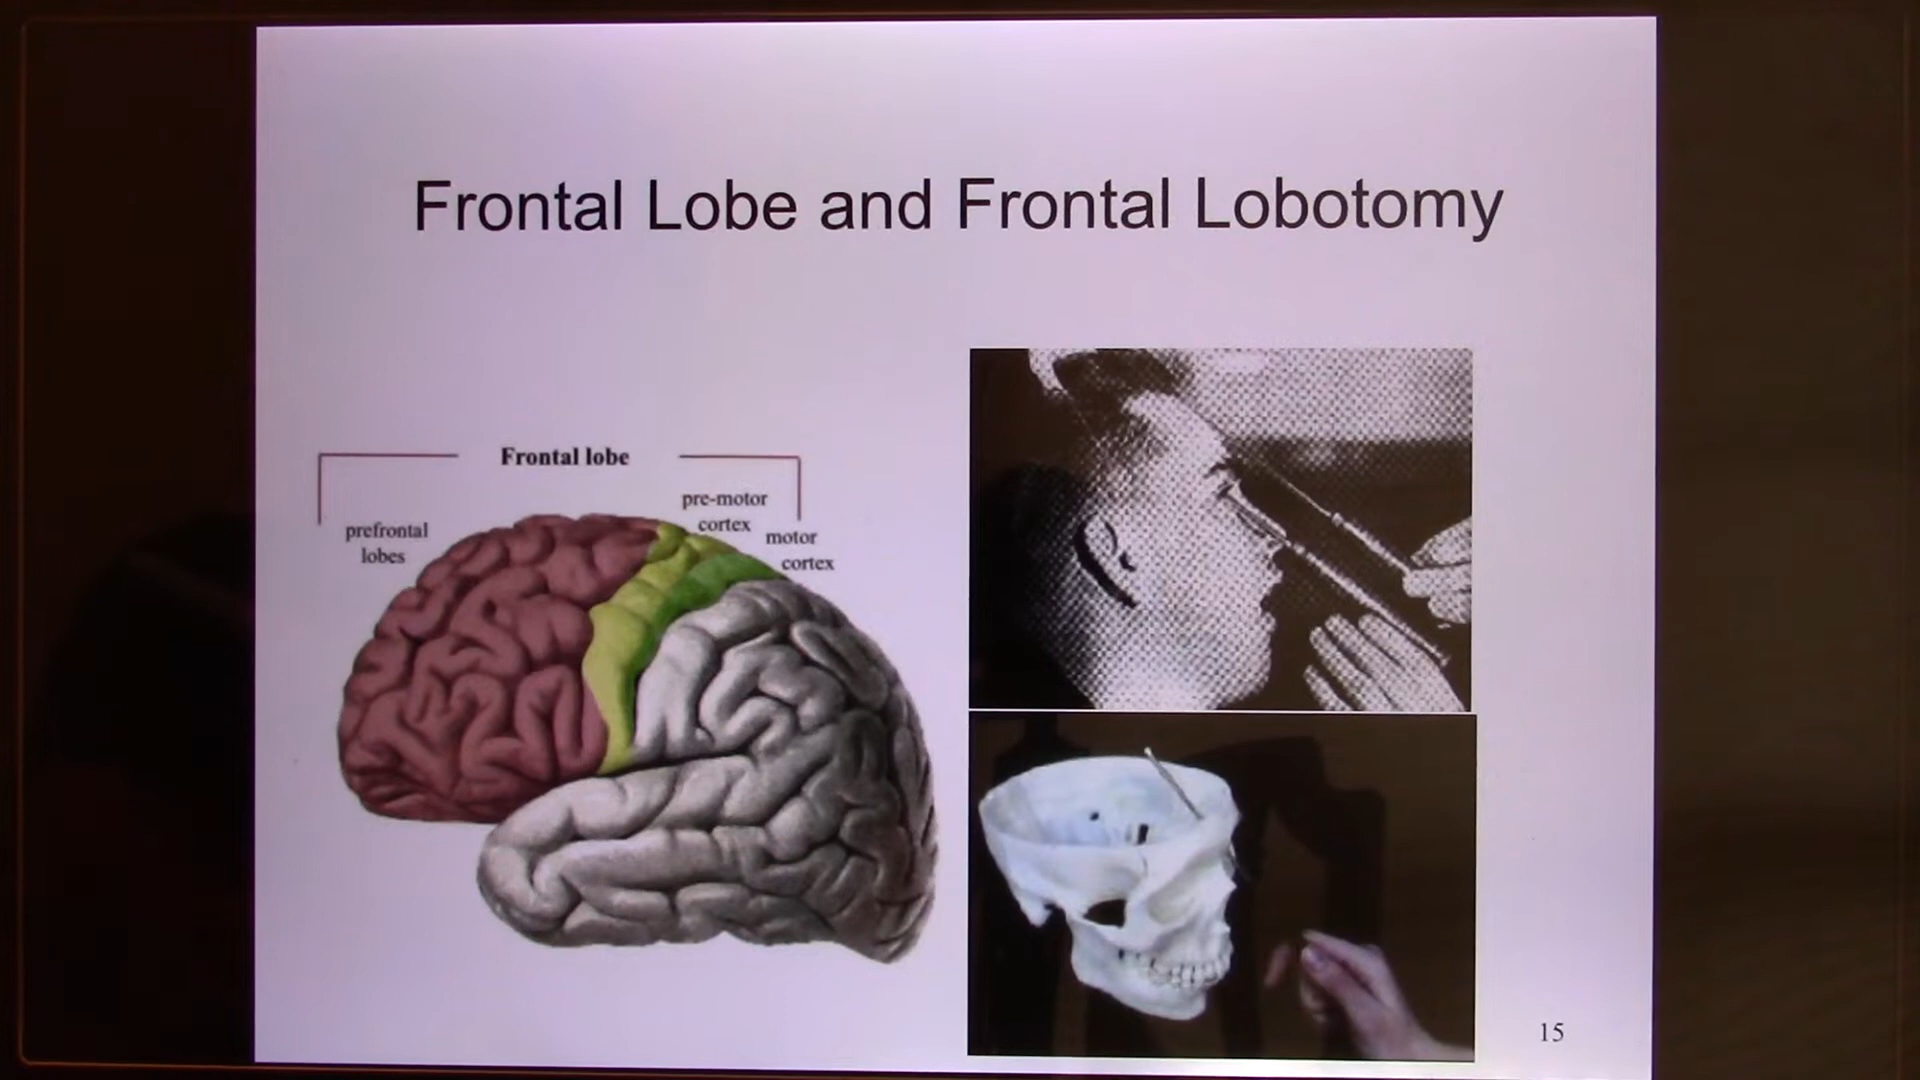 Frontal Lobe and Frontal Lobotomy
Frontal lobe
prefrontal
lobes
pre-motor
cortex
motor
cortex
15